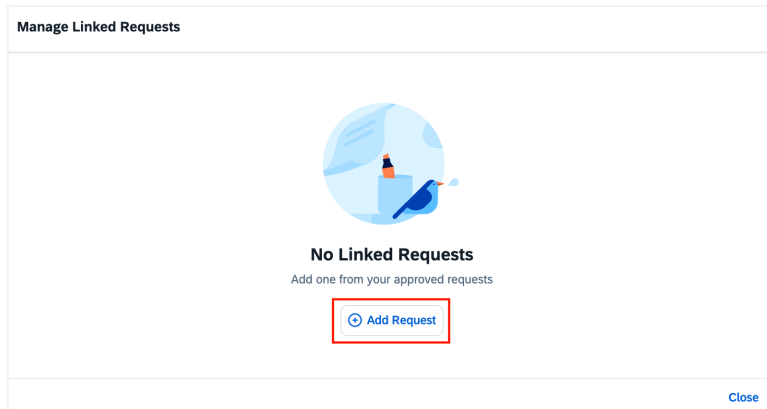 Manage Linked Requests
No Linked Requests
Add one from your approved requests
Add Request
Close